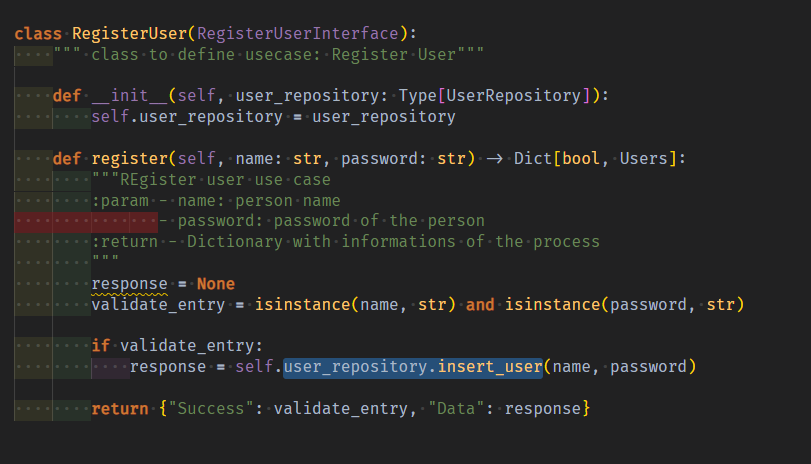 class RegisterUser(RegisterUserInterface):
    """ class to define usecase: Register User"""
    def __init__(self, user_repository: Type[UserRepository]):
        self.user_repository = user_repository
    def register(self, name: str, password: str) -> Dict[bool, Users]:
        """REgister user use case
        :param - name: person name
               - password: password of the person
        :return - Dictionary with informations of the process
        """
        response = None
        validate_entry = isinstance(name, str) and isinstance(password, str)
        if validate_entry:
            response = self.user_repository.insert_user(name, password)
        return {"Success": validate_entry, "Data": response}